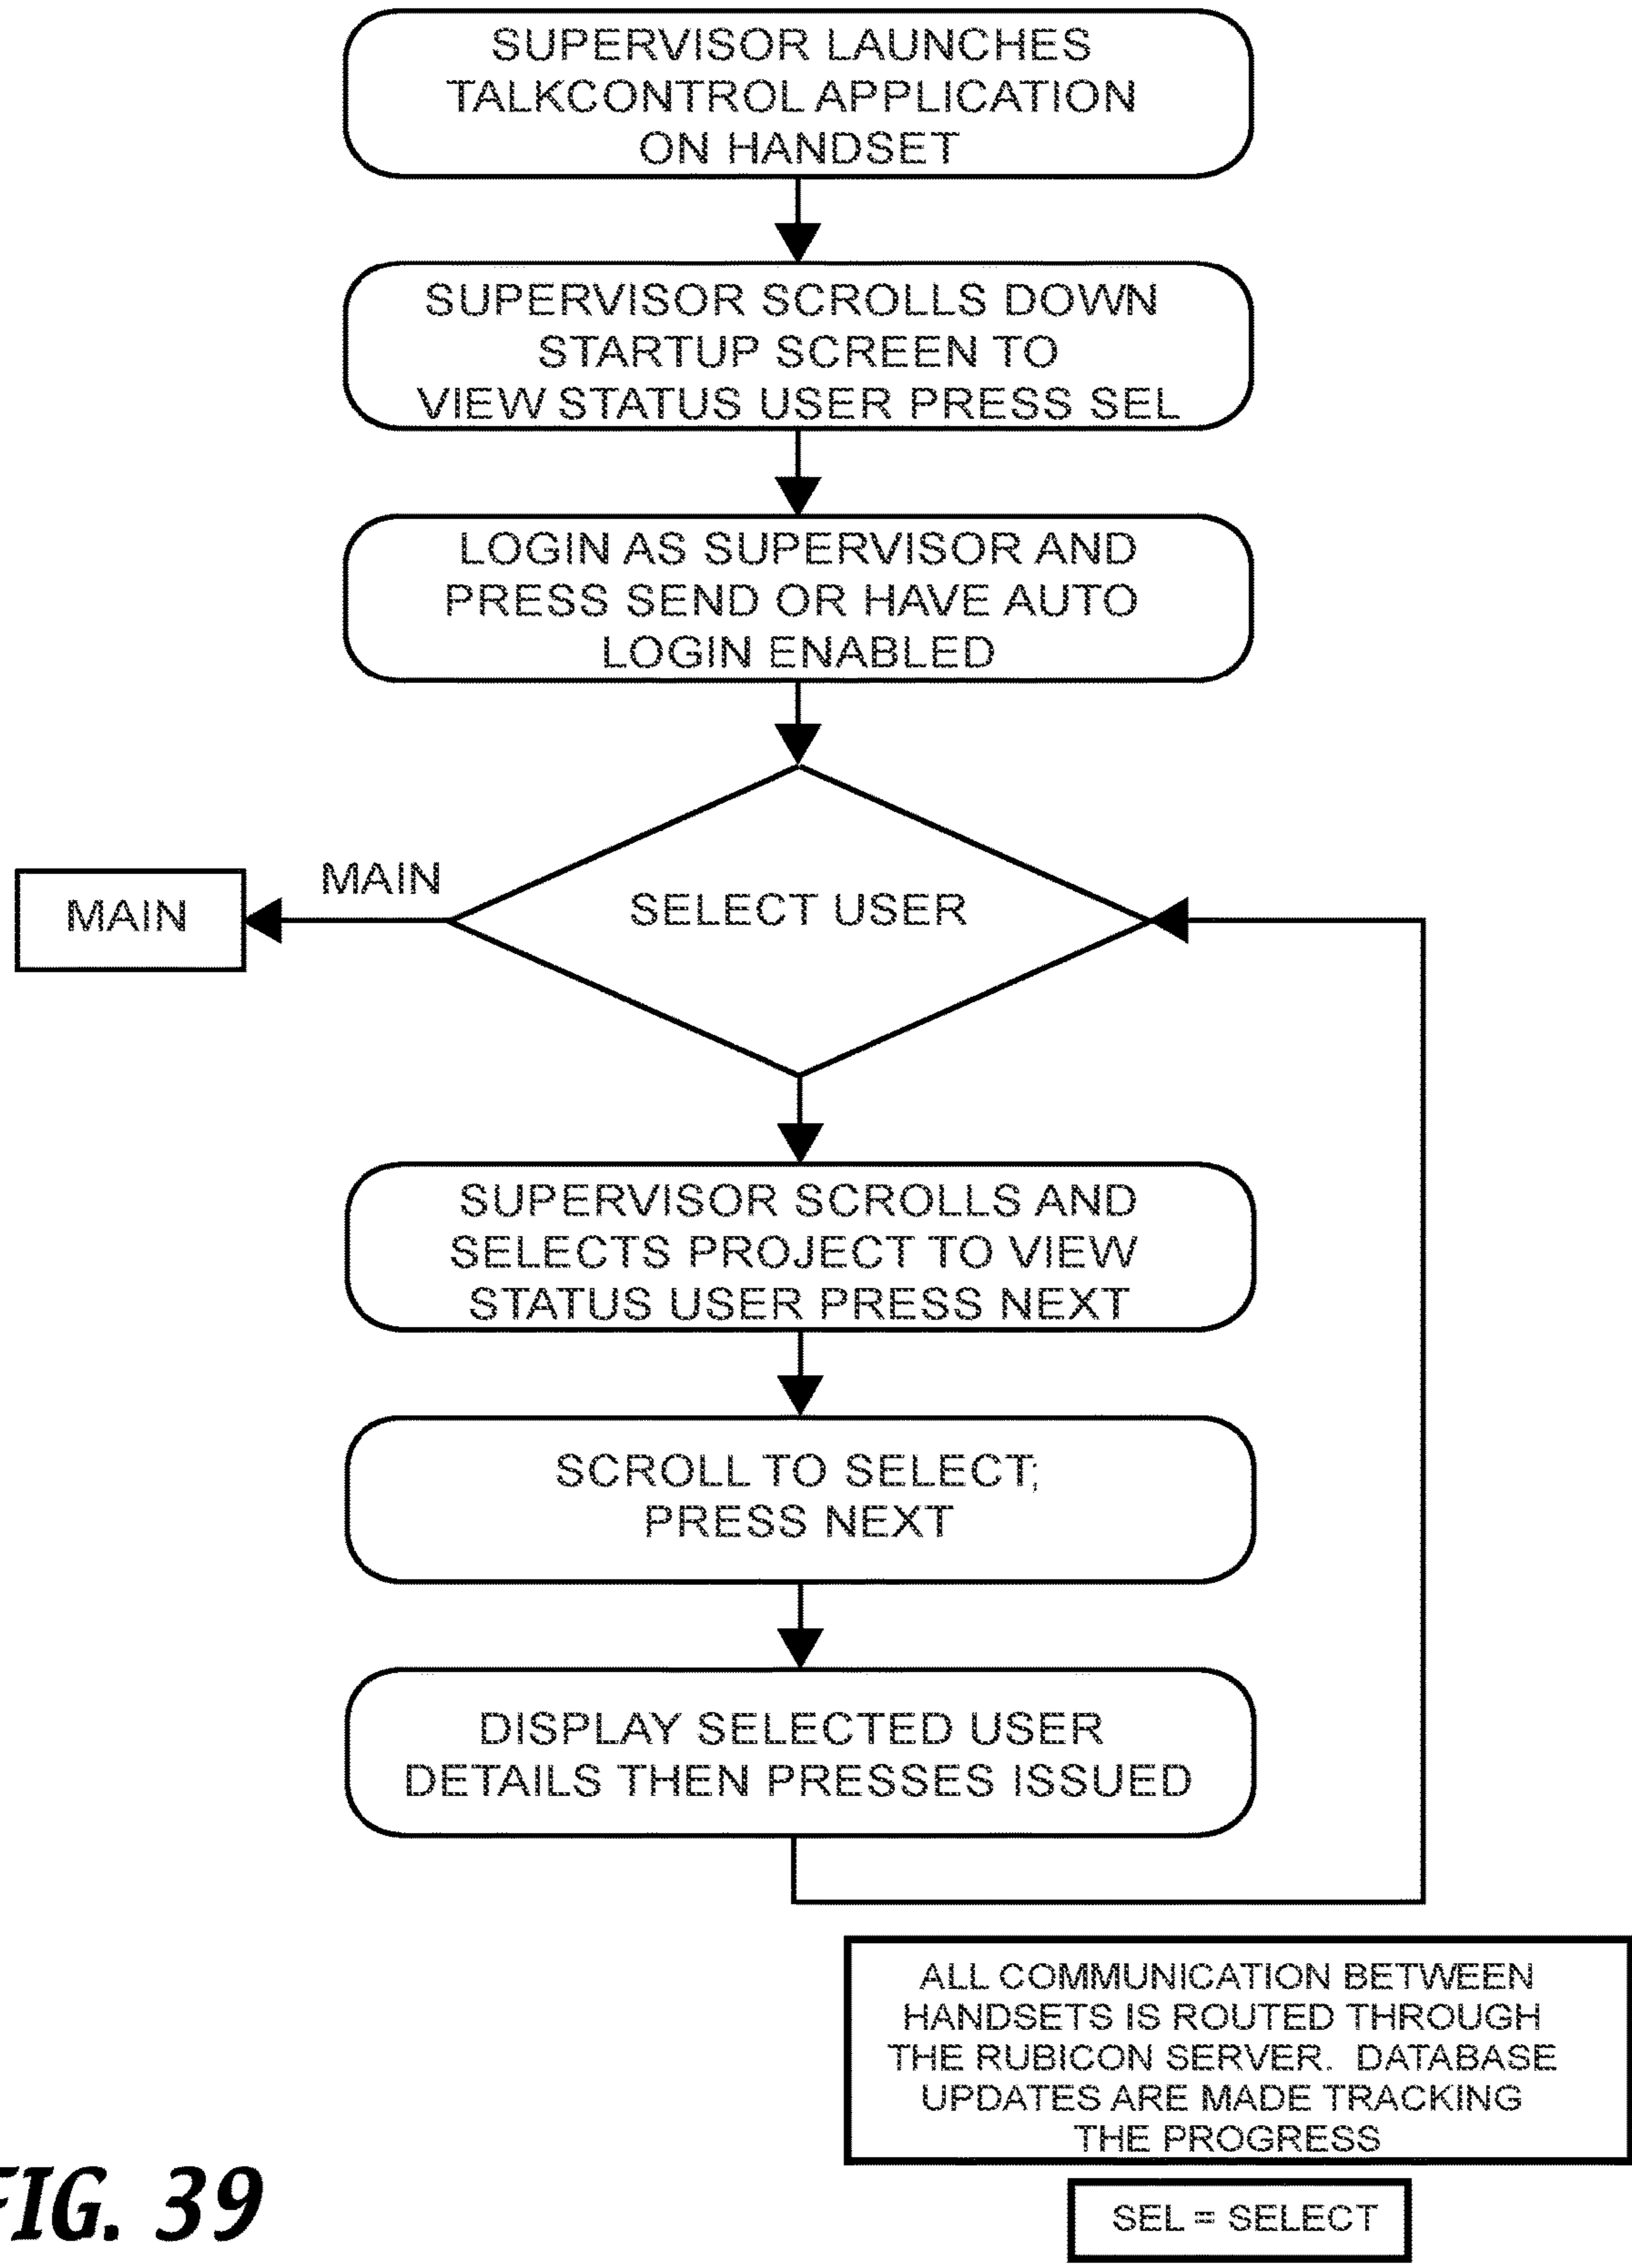 SUPERVISOR LAUNCHES
TALKCONTROL APPLICATION
ON HANDSET
SUPERVISOR SCROLLS DOWN
STARTUP SCREEN TO
VIEW STATUS USER PRESS SEL
LOGIN AS SUPERVISOR AND
PRESS SEND OR HAVE AUTO
LOGIN ENABLED
MAIN
MAIN
SELECT USER
SUPERVISOR SCROLLS AND
SELECTS PROJECT TO VIEW
STATUS USER PRESS NEXT
SCROLL TO SELECT;
PRESS NEXT
DISPLAY SELECTED USER
DETAILS THEN PRESSES ISSUED
ALL COMMUNICATION BETWEEN
HANDSETS IS ROUTED THROUGH
THE RUBICON SERVER. DATABASE
UPDATES ARE MADE TRACKING
THE PROGRESS
SEL = SELECT
FIG. 39